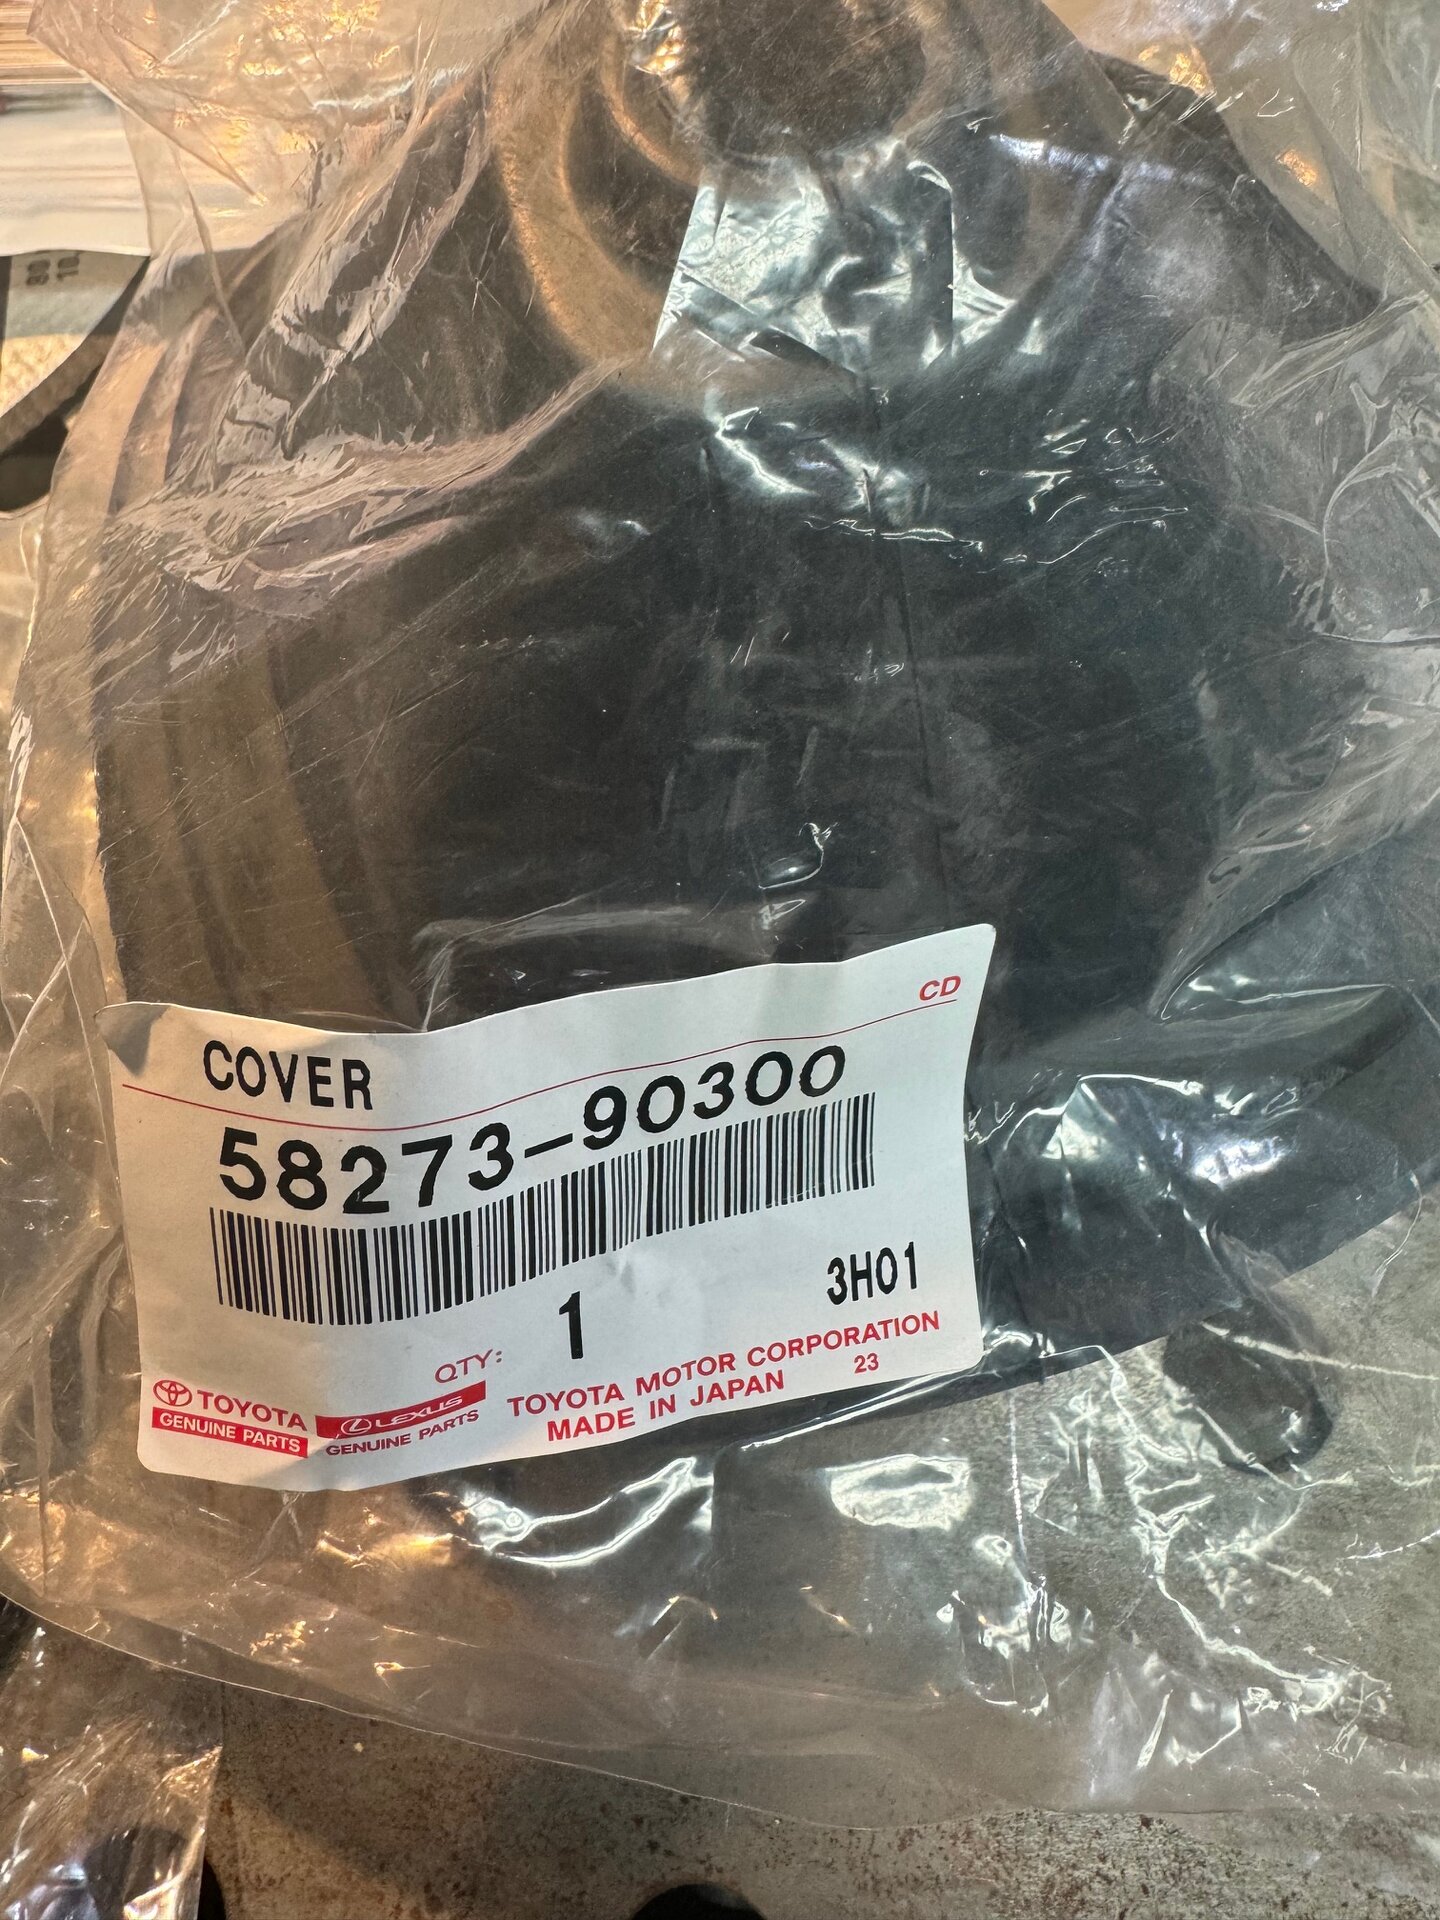 CD
COVER
58273-90300
1
3H01
QTY:
TOYOTA
GENUINE PARTS
LEXUS
GENUINE PARTS
TOYOTA MOTOR CORPORATION
MADE IN JAPAN 23